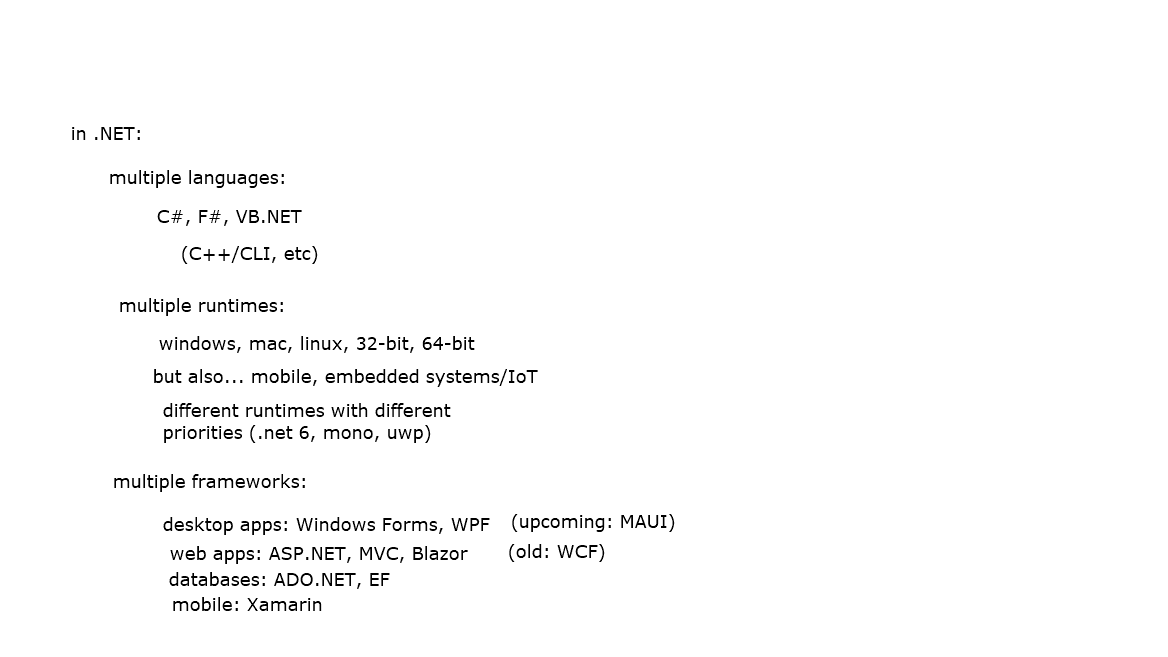 in .NET:
multiple languages:
C#, F#, VB.NET
(C++/CLI, etc)
multiple runtimes:
windows, mac, linux, 32-bit, 64-bit
but also... mobile, embedded systems/IoT
different runtimes with different
priorities (.net 6, mono, uwp)
multiple frameworks:
desktop apps: Windows Forms, WPF (upcoming: MAUI)
web apps: ASP.NET, MVC, Blazor (old: WCF)
databases: ADO.NET, EF
mobile: Xamarin